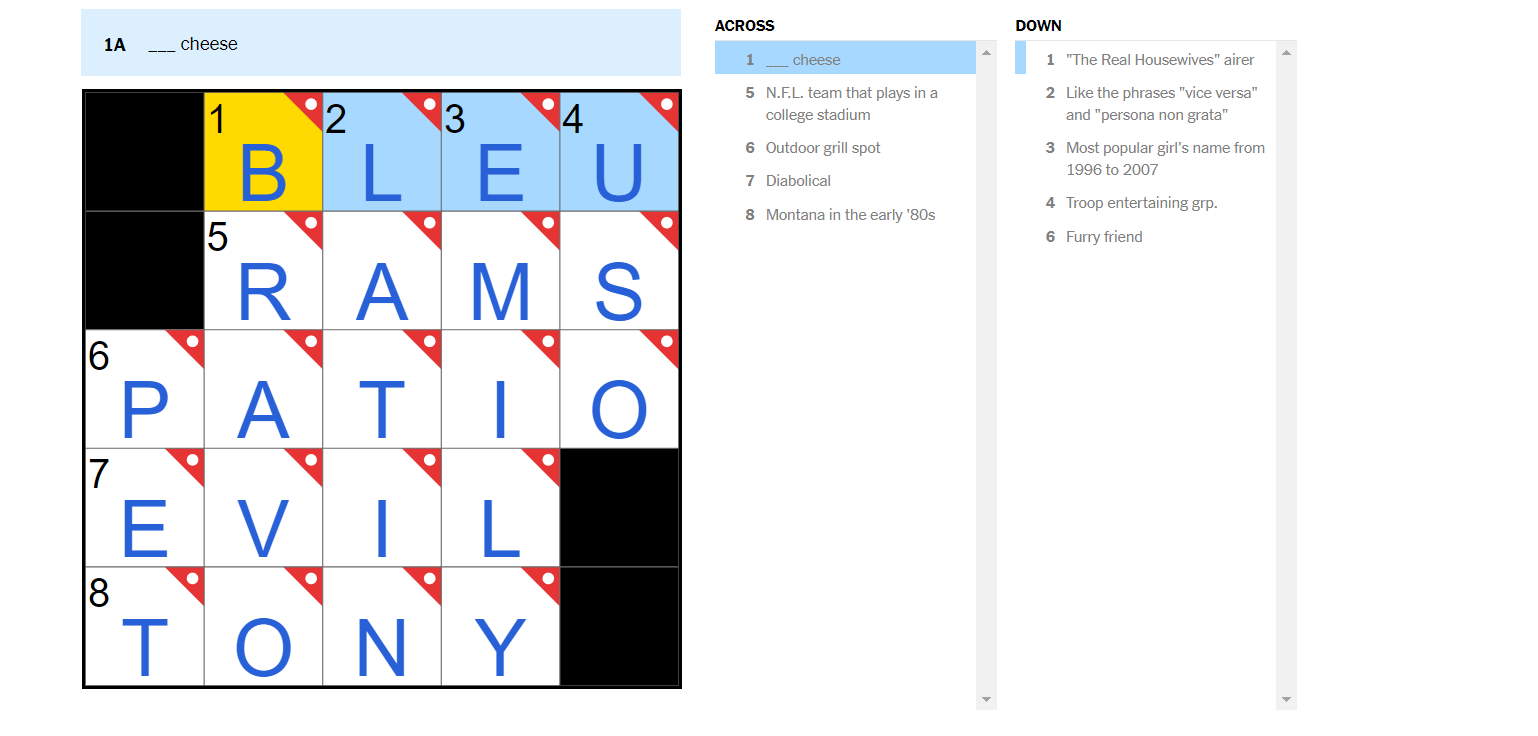 1A ___ cheese
1 B 2 L 3 E 4 U
5 R A M S
6 P A T I O
7 E V I L
8 T O N Y
ACROSS
1 ___ cheese
5 N.F.L. team that plays in a
college stadium
6 Outdoor grill spot
7 Diabolical
8 Montana in the early '80s
DOWN
1 "The Real Housewives" airer
2 Like the phrases "vice versa"
and "persona non grata"
3 Most popular girl's name from
1996 to 2007
4 Troop entertaining grp.
6 Furry friend